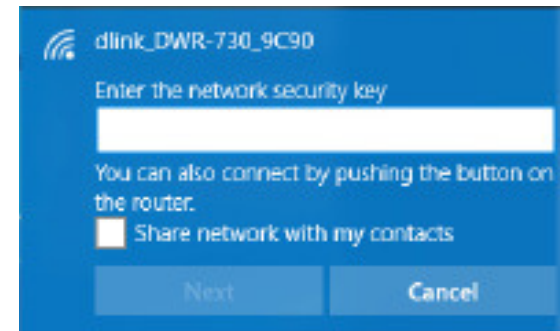 dlink_DWR-730_9C90
Enter the network security key
You can also connect by pushing the button on
the router.
Share network with my contacts
Next
Cancel